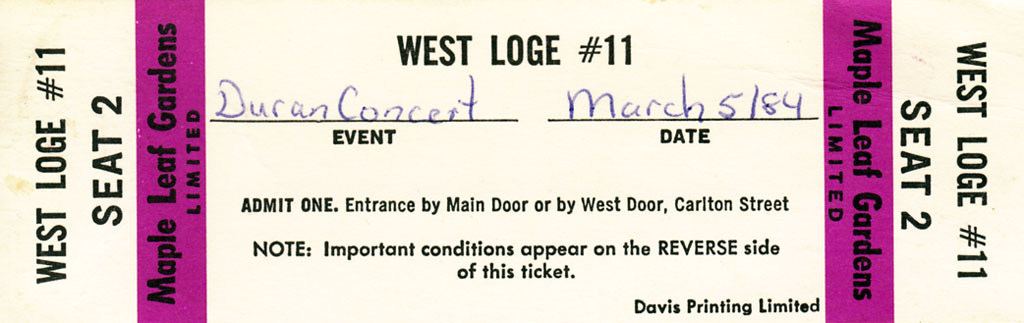 WEST LOGE #11
SEAT 2
Maple Leaf Gardens
LIMITED
WEST LOGE #11
Duran Concert March 5/84
EVENT DATE
ADMIT ONE. Entrance by Main Door or by West Door, Carlton Street
NOTE: Important conditions appear on the REVERSE side
of this ticket.
Davis Printing Limited
Maple Leaf Gardens
LIMITED
SEAT 2
WEST LOGE #11